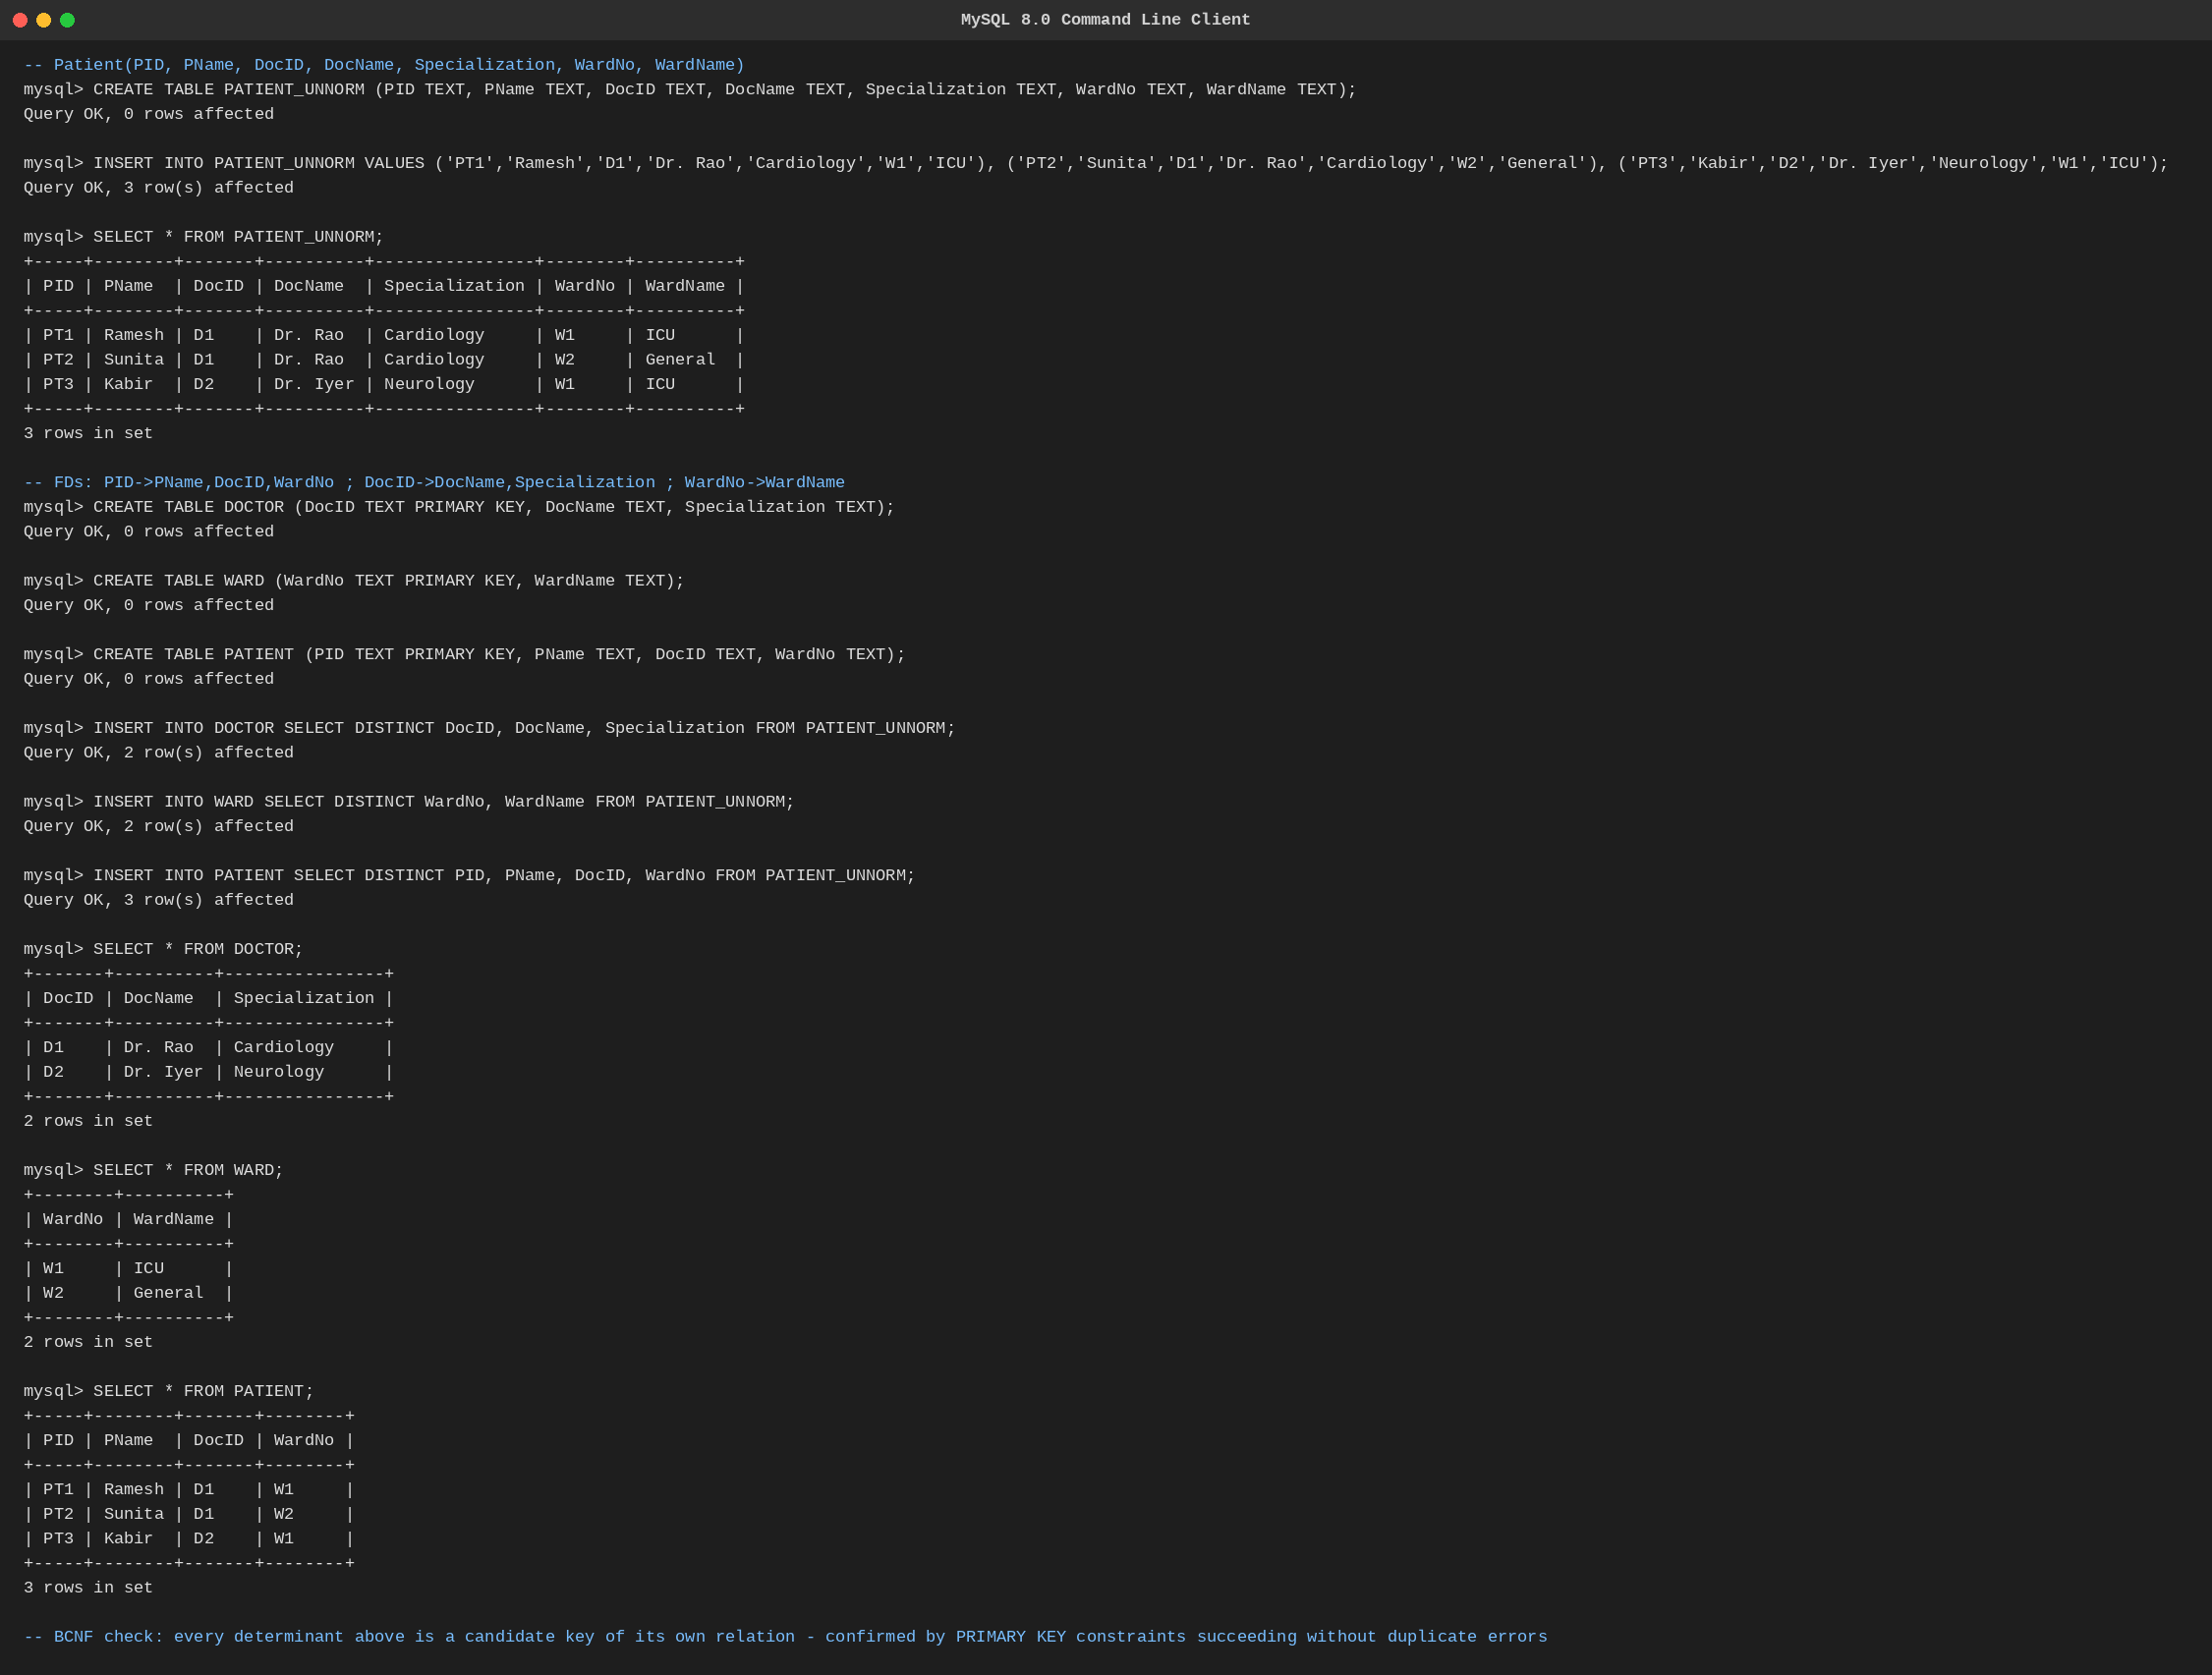 MySQL 8.0 Command Line Client
-- Patient(PID, PName, DocID, DocName, Specialization, WardNo, WardName)
mysql> CREATE TABLE PATIENT_UNNORM (PID TEXT, PName TEXT, DocID TEXT, DocName TEXT, Specialization TEXT, WardNo TEXT, WardName TEXT);
Query OK, 0 rows affected

mysql> INSERT INTO PATIENT_UNNORM VALUES ('PT1','Ramesh','D1','Dr. Rao','Cardiology','W1','ICU'), ('PT2','Sunita','D1','Dr. Rao','Cardiology','W2','General'), ('PT3','Kabir','D2','Dr. Iyer','Neurology','W1','ICU');
Query OK, 3 row(s) affected

mysql> SELECT * FROM PATIENT_UNNORM;
+-----+--------+-------+----------+----------------+--------+----------+
| PID | PName  | DocID | DocName  | Specialization | WardNo | WardName |
+-----+--------+-------+----------+----------------+--------+----------+
| PT1 | Ramesh | D1    | Dr. Rao  | Cardiology     | W1     | ICU      |
| PT2 | Sunita | D1    | Dr. Rao  | Cardiology     | W2     | General  |
| PT3 | Kabir  | D2    | Dr. Iyer | Neurology      | W1     | ICU      |
+-----+--------+-------+----------+----------------+--------+----------+
3 rows in set

-- FDs: PID->PName,DocID,WardNo ; DocID->DocName,Specialization ; WardNo->WardName
mysql> CREATE TABLE DOCTOR (DocID TEXT PRIMARY KEY, DocName TEXT, Specialization TEXT);
Query OK, 0 rows affected

mysql> CREATE TABLE WARD (WardNo TEXT PRIMARY KEY, WardName TEXT);
Query OK, 0 rows affected

mysql> CREATE TABLE PATIENT (PID TEXT PRIMARY KEY, PName TEXT, DocID TEXT, WardNo TEXT);
Query OK, 0 rows affected

mysql> INSERT INTO DOCTOR SELECT DISTINCT DocID, DocName, Specialization FROM PATIENT_UNNORM;
Query OK, 2 row(s) affected

mysql> INSERT INTO WARD SELECT DISTINCT WardNo, WardName FROM PATIENT_UNNORM;
Query OK, 2 row(s) affected

mysql> INSERT INTO PATIENT SELECT DISTINCT PID, PName, DocID, WardNo FROM PATIENT_UNNORM;
Query OK, 3 row(s) affected

mysql> SELECT * FROM DOCTOR;
+-------+----------+----------------+
| DocID | DocName  | Specialization |
+-------+----------+----------------+
| D1    | Dr. Rao  | Cardiology     |
| D2    | Dr. Iyer | Neurology      |
+-------+----------+----------------+
2 rows in set

mysql> SELECT * FROM WARD;
+--------+----------+
| WardNo | WardName |
+--------+----------+
| W1     | ICU      |
| W2     | General  |
+--------+----------+
2 rows in set

mysql> SELECT * FROM PATIENT;
+-----+--------+-------+--------+
| PID | PName  | DocID | WardNo |
+-----+--------+-------+--------+
| PT1 | Ramesh | D1    | W1     |
| PT2 | Sunita | D1    | W2     |
| PT3 | Kabir  | D2    | W1     |
+-----+--------+-------+--------+
3 rows in set

-- BCNF check: every determinant above is a candidate key of its own relation - confirmed by PRIMARY KEY constraints succeeding without duplicate errors